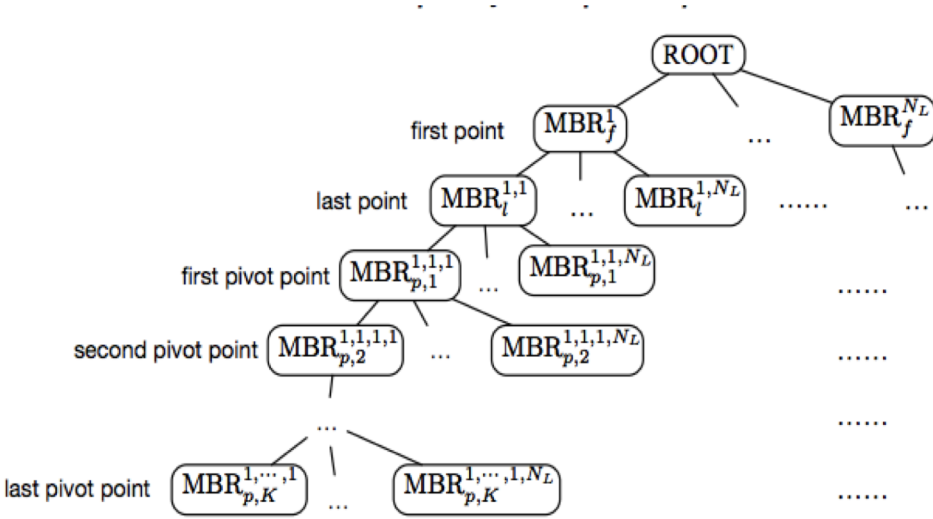 ROOT
first point MBR_f^1 ... MBR_f^{N_L}
last point MBR_l^{1,1} ... MBR_l^{1,N_L} ...... ...
first pivot point MBR_{p,1}^{1,1,1} ... MBR_{p,1}^{1,1,N_L} ......
second pivot point MBR_{p,2}^{1,1,1,1} ... MBR_{p,2}^{1,1,1,N_L} ......
... ......
last pivot point MBR_{p,K}^{1,⋯,1} ... MBR_{p,K}^{1,⋯,1,N_L} ......